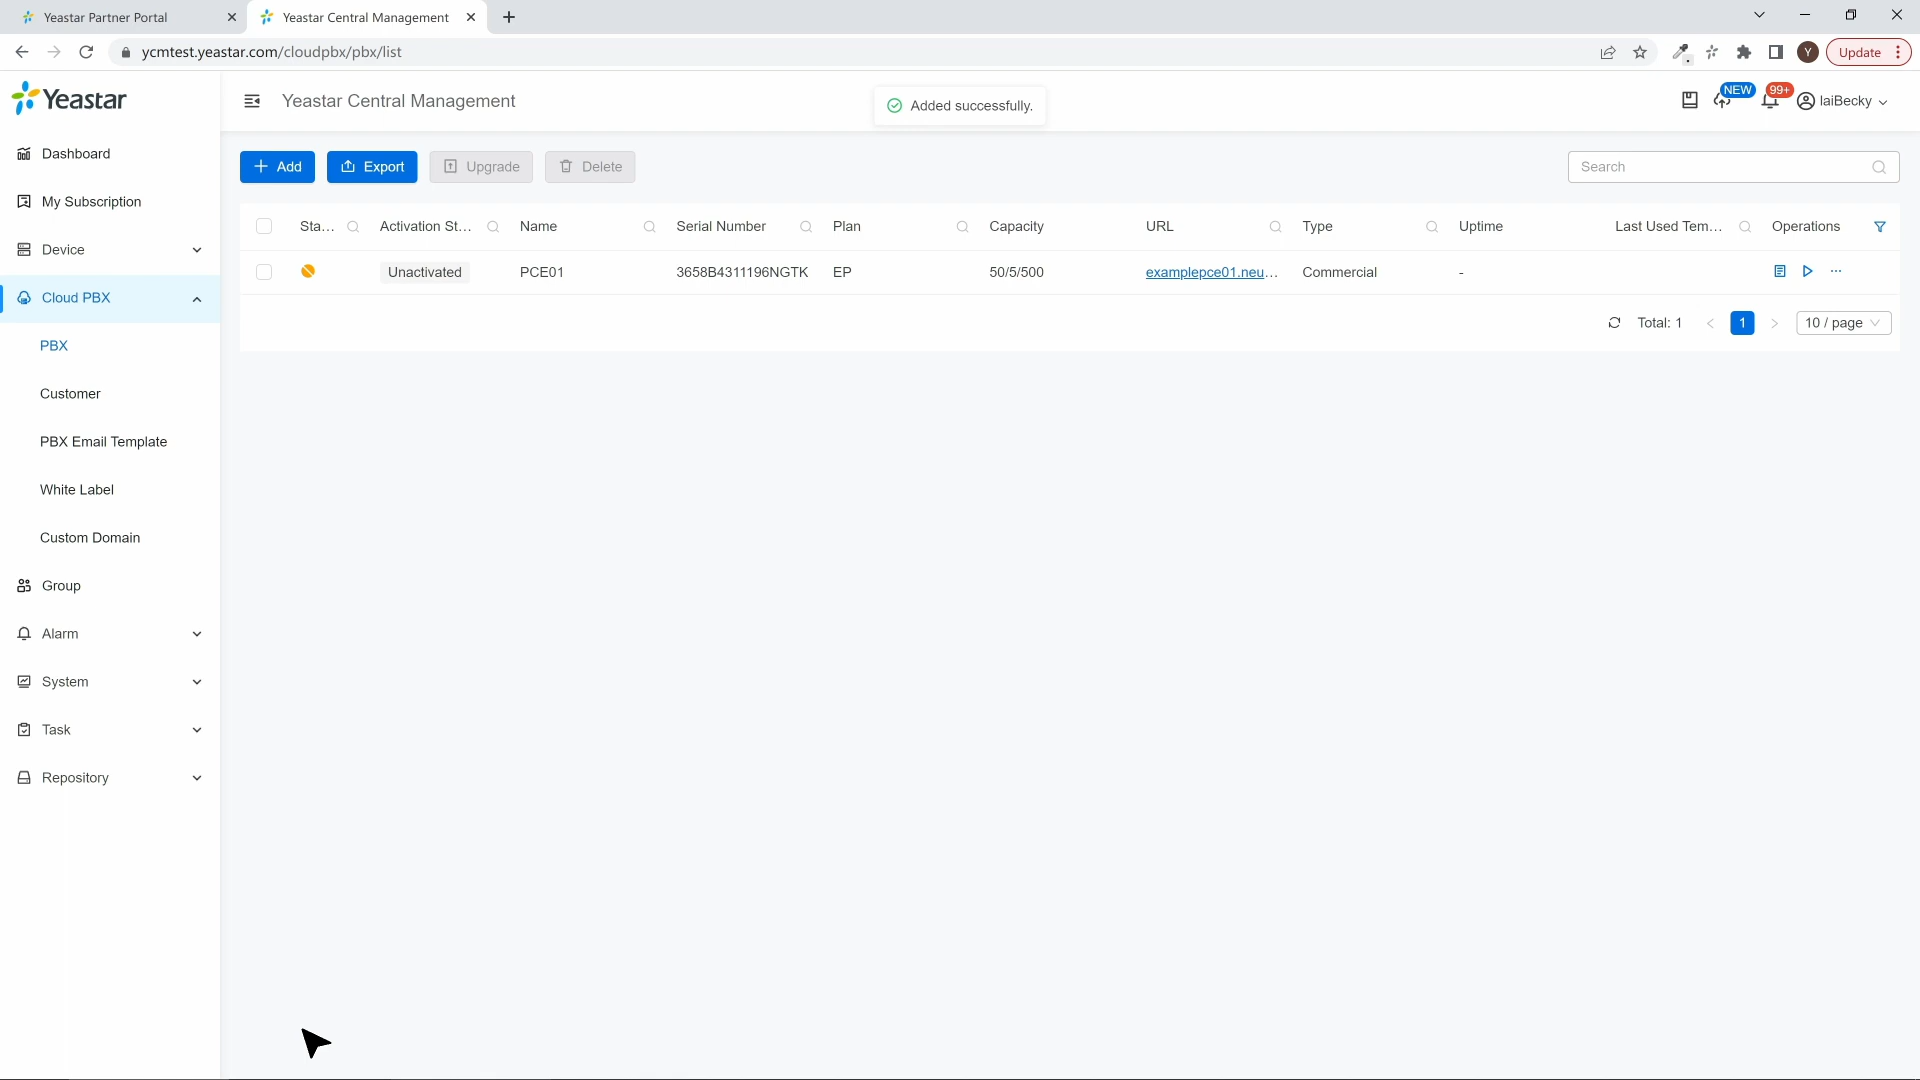 Yeastar Partner Portal
Yeastar Central Management
ycmtest.yeastar.com/cloudpbx/pbx/list
Y
Update
Yeastar
Yeastar Central Management
Added successfully.
NEW
99+
laiBecky
Dashboard
My Subscription
Device
Cloud PBX
PBX
Customer
PBX Email Template
White Label
Custom Domain
Group
Alarm
System
Task
Repository
Add
Export
Upgrade
Delete
Search
Sta... Activation St... Name Serial Number Plan Capacity URL Type Uptime Last Used Tem... Operations
Unactivated PCE01 3658B4311196NGTK EP 50/5/500 examplepce01.neu... Commercial -
Total: 1 < 1 > 10 / page